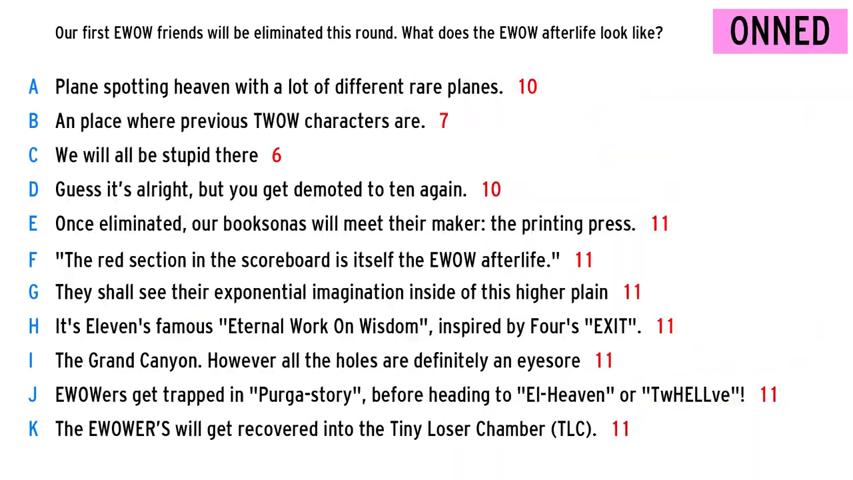 Our first EWOW friends will be eliminated this round. What does the EWOW afterlife look like?
ONNED
A Plane spotting heaven with a lot of different rare planes. 10
B An place where previous TWOW characters are. 7
C We will all be stupid there 6
D Guess it's alright, but you get demoted to ten again. 10
E Once eliminated, our booksonas will meet their maker: the printing press. 11
F "The red section in the scoreboard is itself the EWOW afterlife." 11
G They shall see their exponential imagination inside of this higher plain 11
H It's Eleven's famous "Eternal Work On Wisdom", inspired by Four's "EXIT". 11
I The Grand Canyon. However all the holes are definitely an eyesore 11
J EWOWers get trapped in "Purga-story", before heading to "El-Heaven" or "TwHELLve"! 11
K The EWOWER'S will get recovered into the Tiny Loser Chamber (TLC). 11